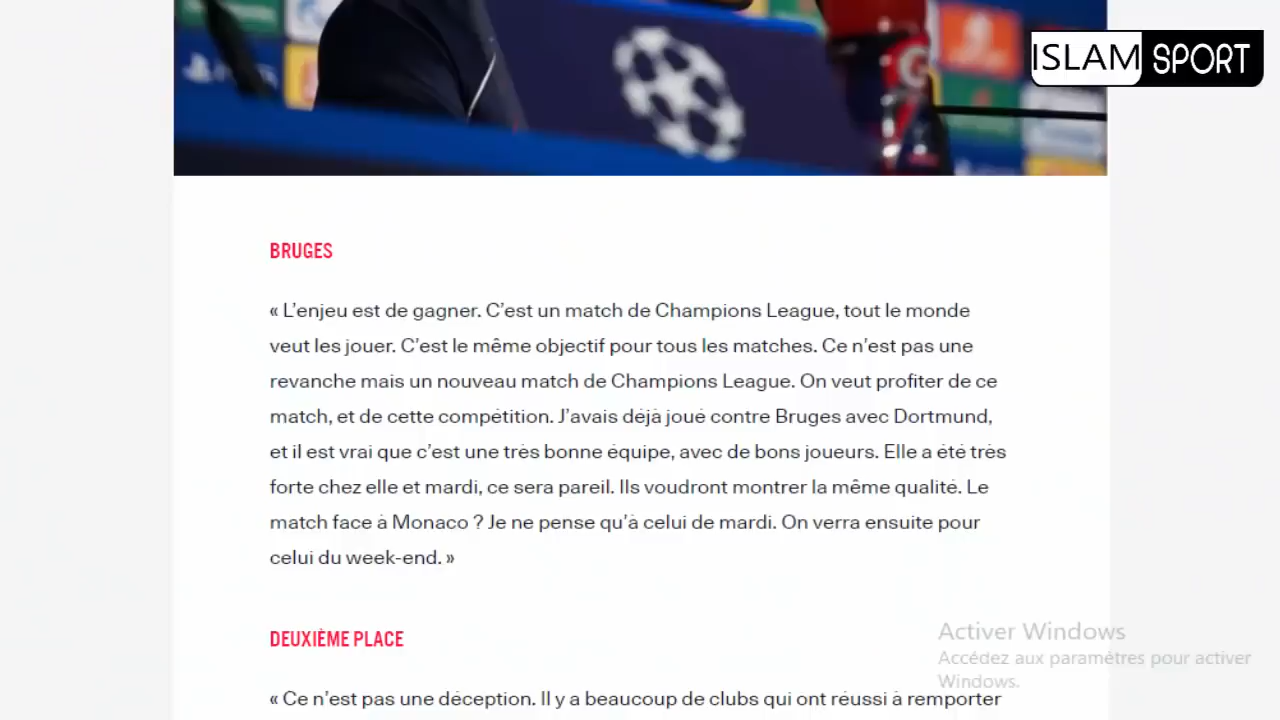 ISLAM SPORT
BRUGES
« L’enjeu est de gagner. C’est un match de Champions League, tout le monde
veut les jouer. C’est le même objectif pour tous les matches. Ce n’est pas une
revanche mais un nouveau match de Champions League. On veut profiter de ce
match, et de cette compétition. J’avais déjà joué contre Bruges avec Dortmund,
et il est vrai que c’est une très bonne équipe, avec de bons joueurs. Elle a été très
forte chez elle et mardi, ce sera pareil. Ils voudront montrer la même qualité. Le
match face à Monaco ? Je ne pense qu’à celui de mardi. On verra ensuite pour
celui du week-end. »
DEUXIÈME PLACE
« Ce n’est pas une déception. Il y a beaucoup de clubs qui ont réussi à remporter
Activer Windows
Accédez aux paramètres pour activer
Windows.